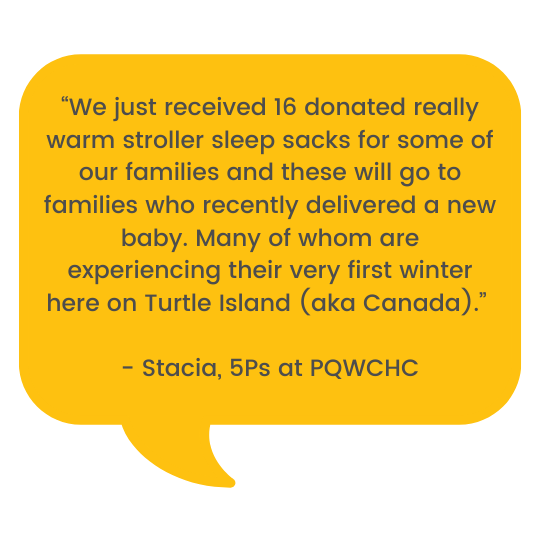 “We just received 16 donated really
warm stroller sleep sacks for some of
our families and these will go to
families who recently delivered a new
baby. Many of whom are
experiencing their very first winter
here on Turtle Island (aka Canada).”
- Stacia, 5Ps at PQWCHC